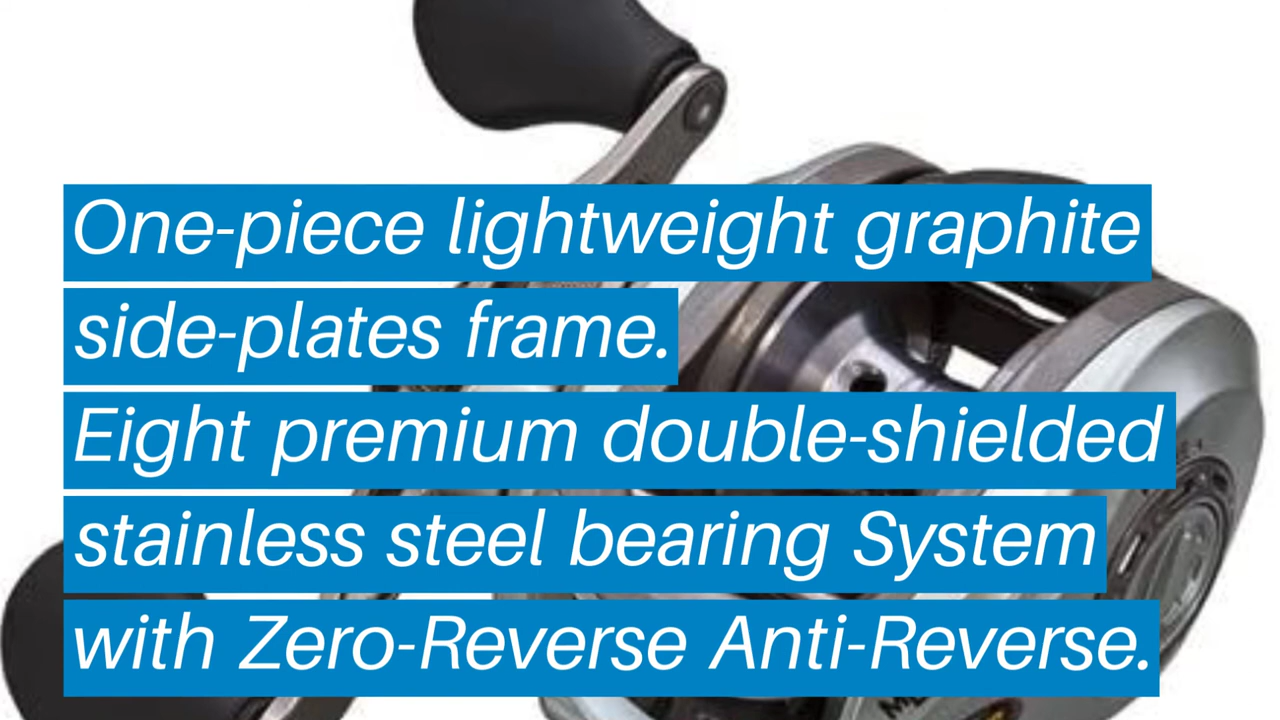 One-piece lightweight graphite
side-plates frame.
Eight premium double-shielded
stainless steel bearing System
with Zero-Reverse Anti-Reverse.